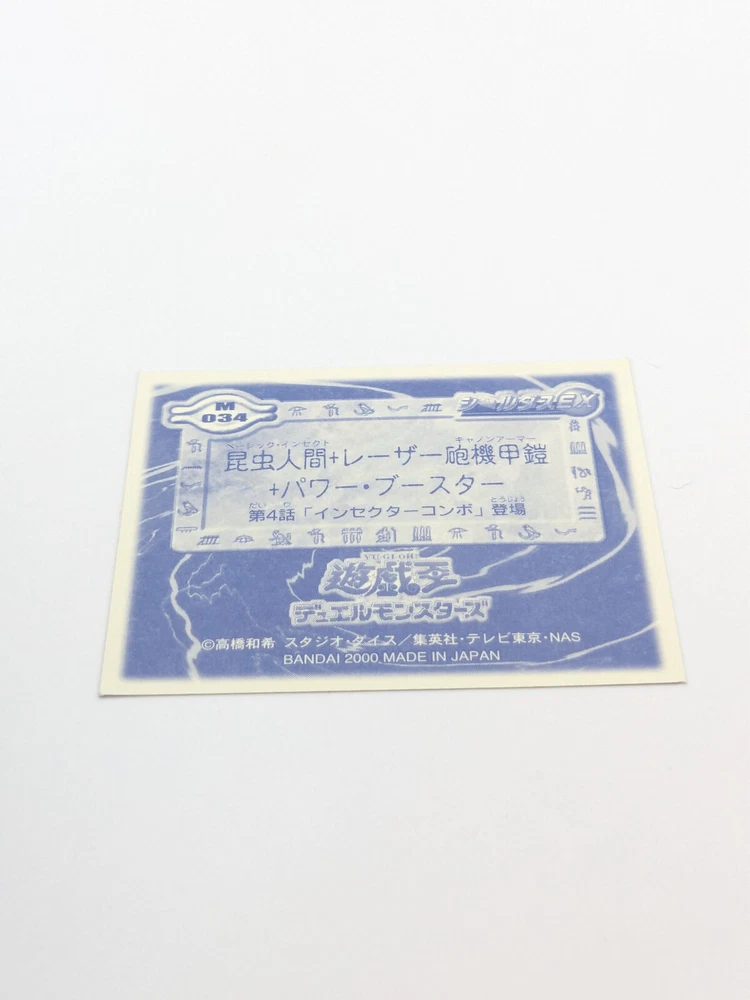 M
034
シールダスEX
ベーシック・インセクト
キャノンアーマー
昆虫人間+レーザー砲機甲鎧
+パワー・ブースター
だい わ
とうじょう
第4話「インセクターコンボ」登場
YU-GI-OH!
遊戯王
デュエルモンスターズ
©高橋和希 スタジオ・ダイス／集英社・テレビ東京・NAS
BANDAI 2000 MADE IN JAPAN